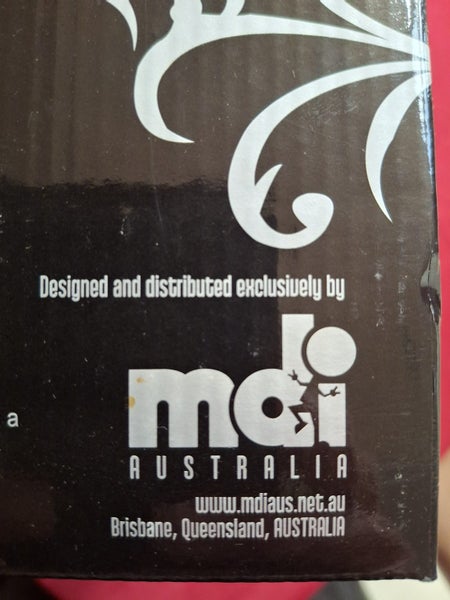 Designed and distributed exclusively by
mdi
a
AUSTRALIA
www.mdiaus.net.au
Brisbane, Queensland, AUSTRALIA